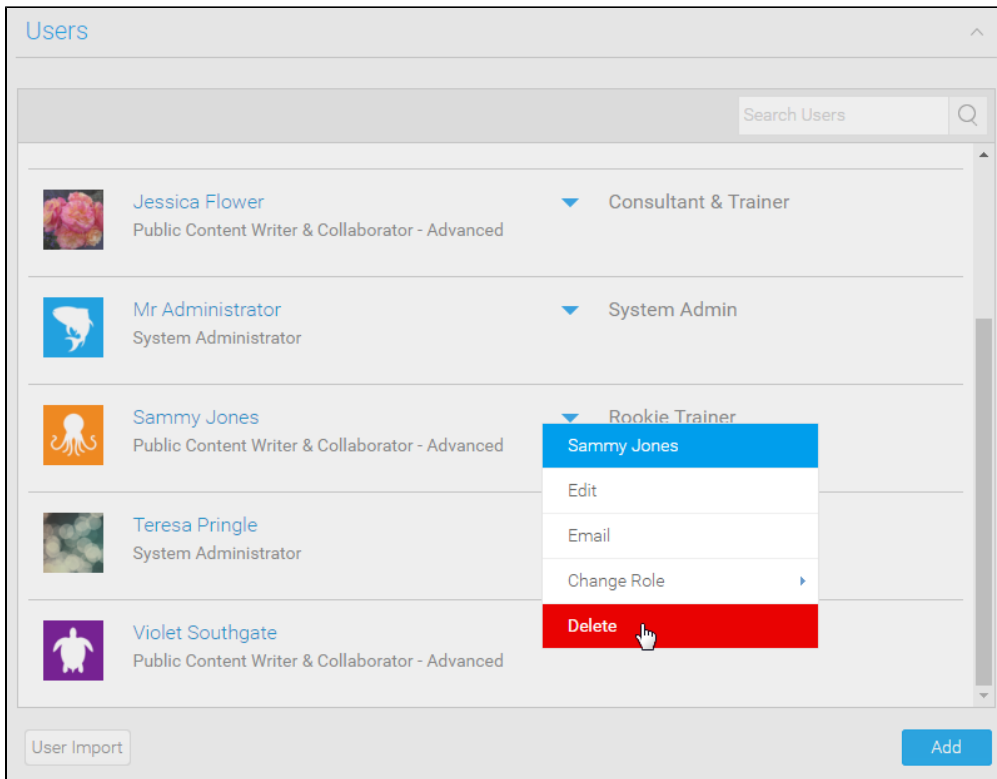 Users
Search Users
Jessica Flower
Consultant & Trainer
Public Content Writer & Collaborator - Advanced
Mr Administrator
System Admin
System Administrator
Sammy Jones
Rookie Trainer
Public Content Writer & Collaborator - Advanced
Sammy Jones
Edit
Teresa Pringle
Email
System Administrator
Change Role
Delete
Violet Southgate
Public Content Writer & Collaborator - Advanced
User Import
Add